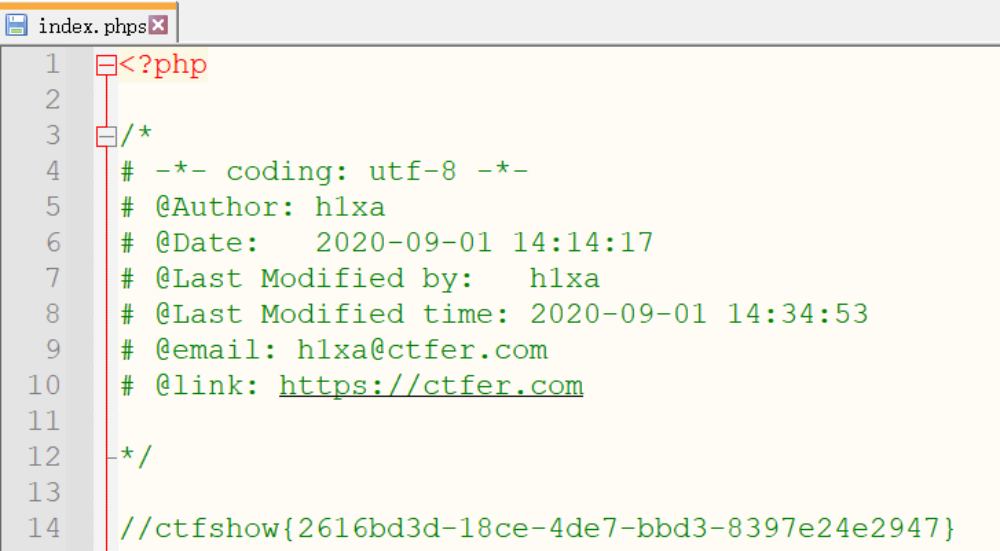 index.phps
1 <?php
2
3 /*
4 # -*- coding: utf-8 -*-
5 # @Author: h1xa
6 # @Date:   2020-09-01 14:14:17
7 # @Last Modified by:   h1xa
8 # @Last Modified time: 2020-09-01 14:34:53
9 # @email: h1xa@ctfer.com
10 # @link: https://ctfer.com
11
12 */
13
14 //ctfshow{2616bd3d-18ce-4de7-bbd3-8397e24e2947}